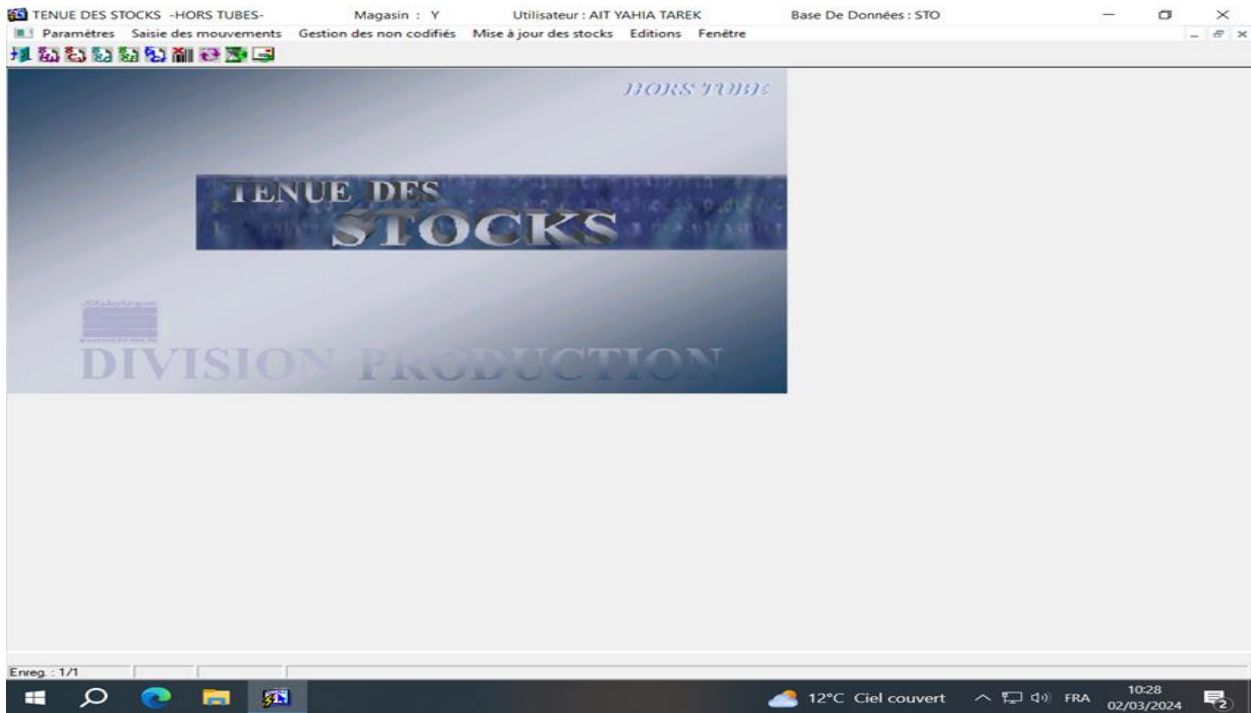 TENUE DES STOCKS -HORS TUBES- Magasin : Y Utilisateur : AIT YAHIA TAREK Base De Données : STO
Paramètres Saisie des mouvements Gestion des non codifiés Mise à jour des stocks Editions Fenêtre
HORS TUBE
TENUE DES
STOCKS
DIVISION PRODUCTION
Enreg. : 1/1
12°C Ciel couvert FRA 10:28
02/03/2024
2